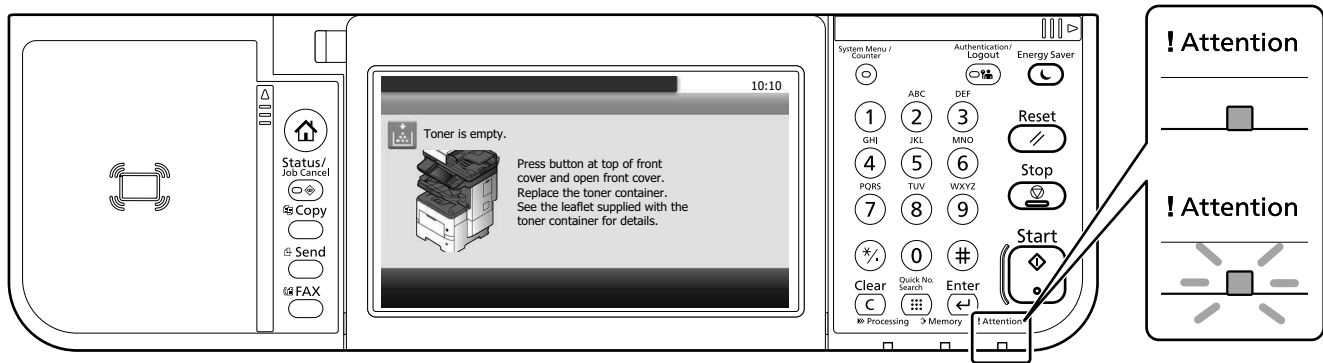 10:10
Toner is empty.
Press button at top of front
cover and open front cover.
Replace the toner container.
See the leaflet supplied with the
toner container for details.
Status/
Job Cancel
Copy
Send
FAX
System Menu /
Counter
Authentication/
Logout
Energy Saver
ABC
DEF
1
2
3
Reset
GHI
JKL
MNO
4
5
6
Stop
PQRS
TUV
WXYZ
7
8
9
Start
*/.
0
#
Clear
Quick No.
Search
Enter
C
Processing
Memory
! Attention
! Attention
! Attention